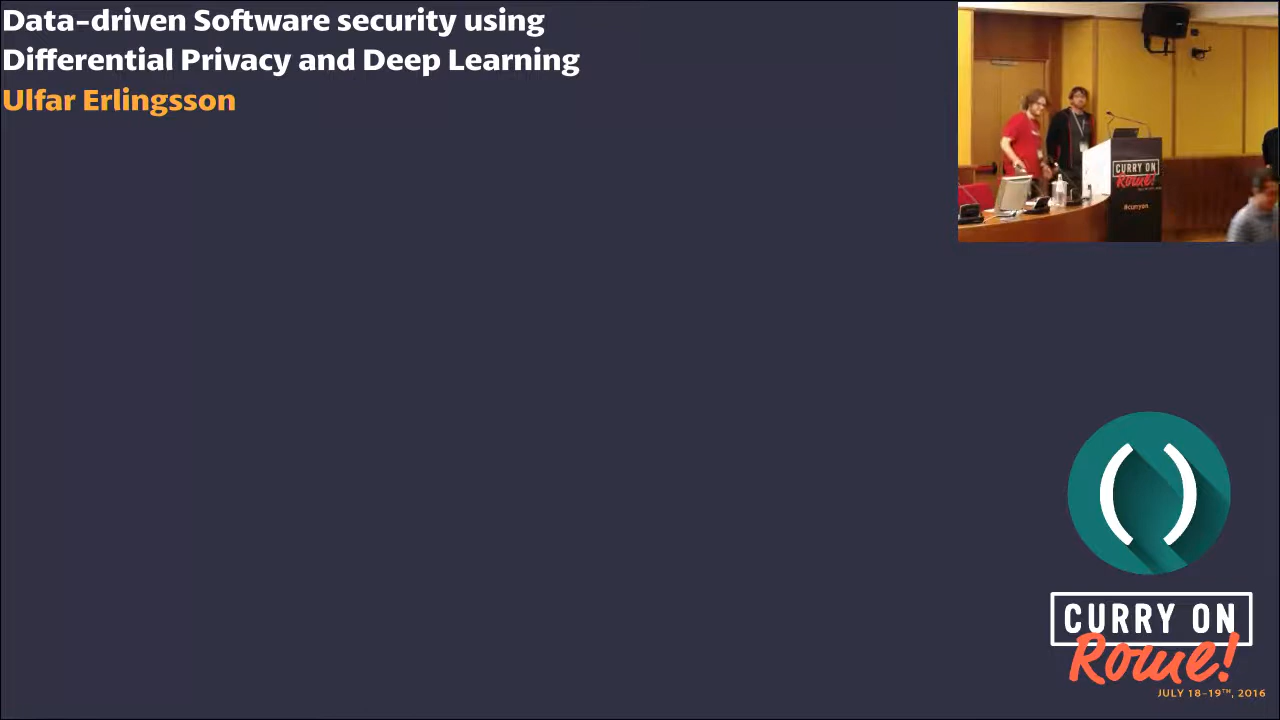 Data-driven Software security using
Differential Privacy and Deep Learning
Ulfar Erlingsson
CURRY ON
Rome!
#curryon
( )
CURRY ON
Rome!
JULY 18-19TH, 2016